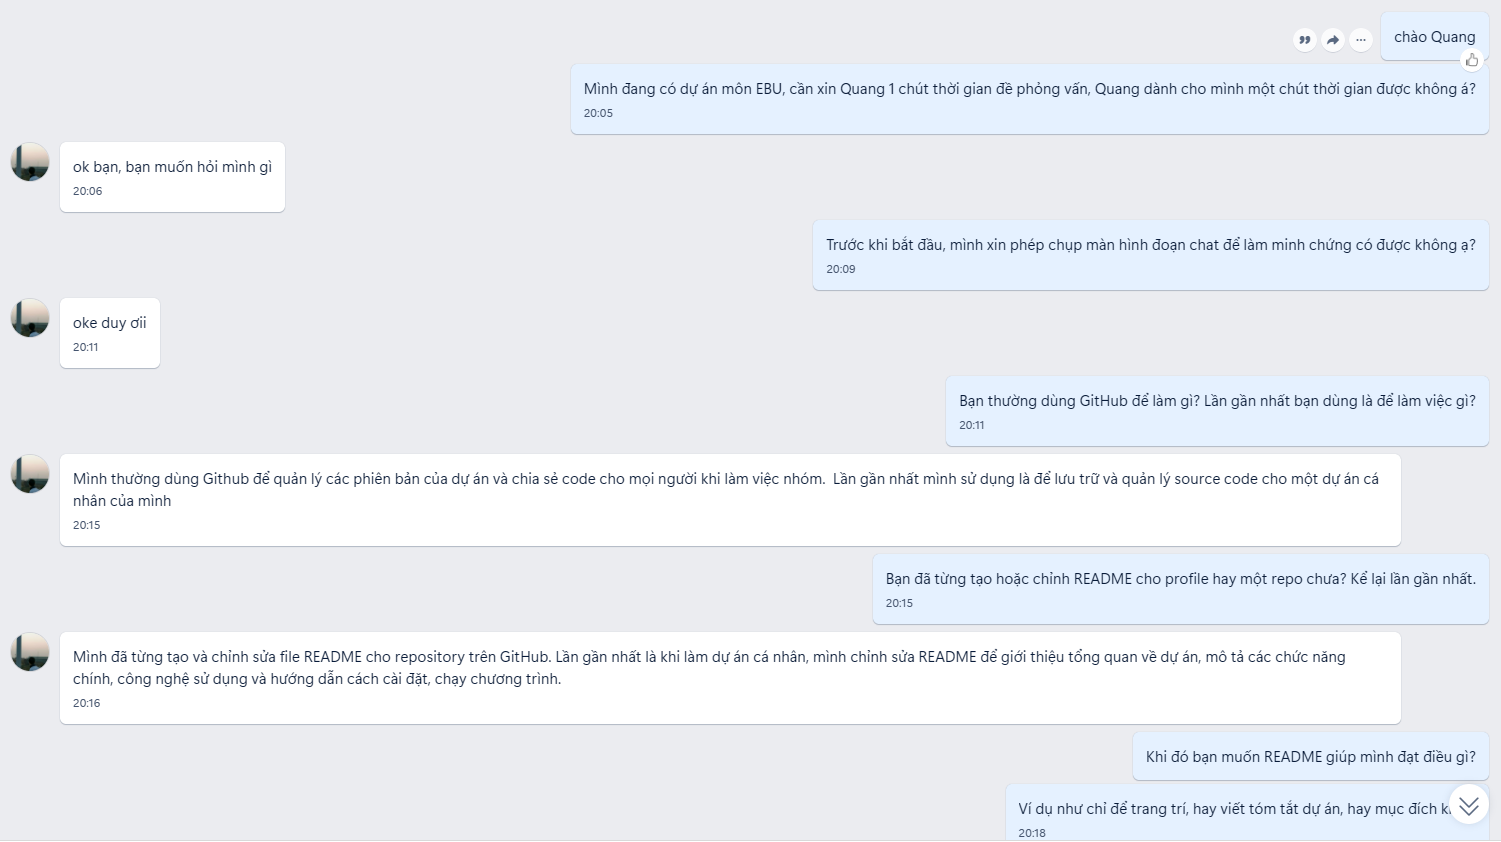 chào Quang
Mình đang có dự án môn EBU, cần xin Quang 1 chút thời gian đề phỏng vấn, Quang dành cho mình một chút thời gian được không á?
20:05
ok bạn, bạn muốn hỏi mình gì
20:06
Trước khi bắt đầu, mình xin phép chụp màn hình đoạn chat để làm minh chứng có được không ạ?
20:09
oke duy ơii
20:11
Bạn thường dùng GitHub để làm gì? Lần gần nhất bạn dùng là để làm việc gì?
20:11
Mình thường dùng Github để quản lý các phiên bản của dự án và chia sẻ code cho mọi người khi làm việc nhóm. Lần gần nhất mình sử dụng là để lưu trữ và quản lý source code cho một dự án cá
nhân của mình
20:15
Bạn đã từng tạo hoặc chỉnh README cho profile hay một repo chưa? Kể lại lần gần nhất.
20:15
Mình đã từng tạo và chỉnh sửa file README cho repository trên GitHub. Lần gần nhất là khi làm dự án cá nhân, mình chỉnh sửa README để giới thiệu tổng quan về dự án, mô tả các chức năng
chính, công nghệ sử dụng và hướng dẫn cách cài đặt, chạy chương trình.
20:16
Khi đó bạn muốn README giúp mình đạt điều gì?
Ví dụ như chỉ để trang trí, hay viết tóm tắt dự án, hay mục đích
20:18